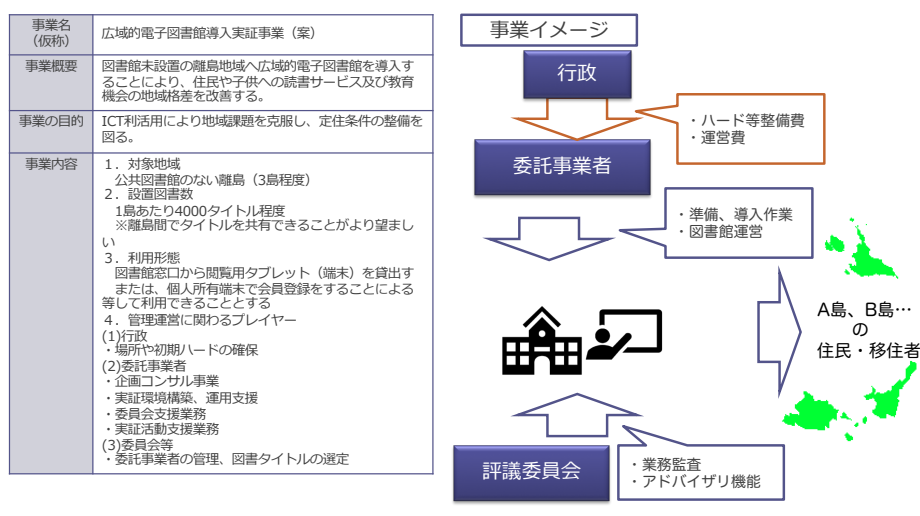 事業名
（仮称）
広域的電子図書館導入実証事業（案）
事業概要
図書館未設置の離島地域へ広域的電子図書館を導入す
ることにより、住民や子供への読書サービス及び教育
機会の地域格差を改善する。
事業の目的
ICT利活用により地域課題を克服し、定住条件の整備を
図る。
事業内容
１．対象地域
公共図書館のない離島（3島程度）
２．設置図書数
1島あたり4000タイトル程度
※離島間でタイトルを共有できることがより望まし
い
３．利用形態
図書館窓口から閲覧用タブレット（端末）を貸出す
または、個人所有端末で会員登録をすることによる
等して利用できることとする
４．管理運営に関わるプレイヤー
(1)行政
・場所や初期ハードの確保
(2)委託事業者
・企画コンサル事業
・実証環境構築、運用支援
・委員会支援業務
・実証活動支援業務
(3)委員会等
・委託事業者の管理、図書タイトルの選定
事業イメージ
行政
・ハード等整備費
・運営費
委託事業者
・準備、導入作業
・図書館運営
A島、B島…
の
住民・移住者
評議委員会
・業務監査
・アドバイザリ機能